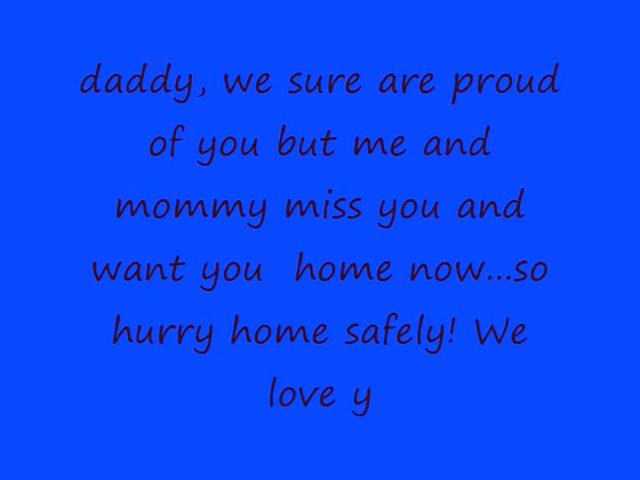 daddy, we sure are proud
of you but me and
mommy miss you and
want you  home now...so
hurry home safely! We
love y